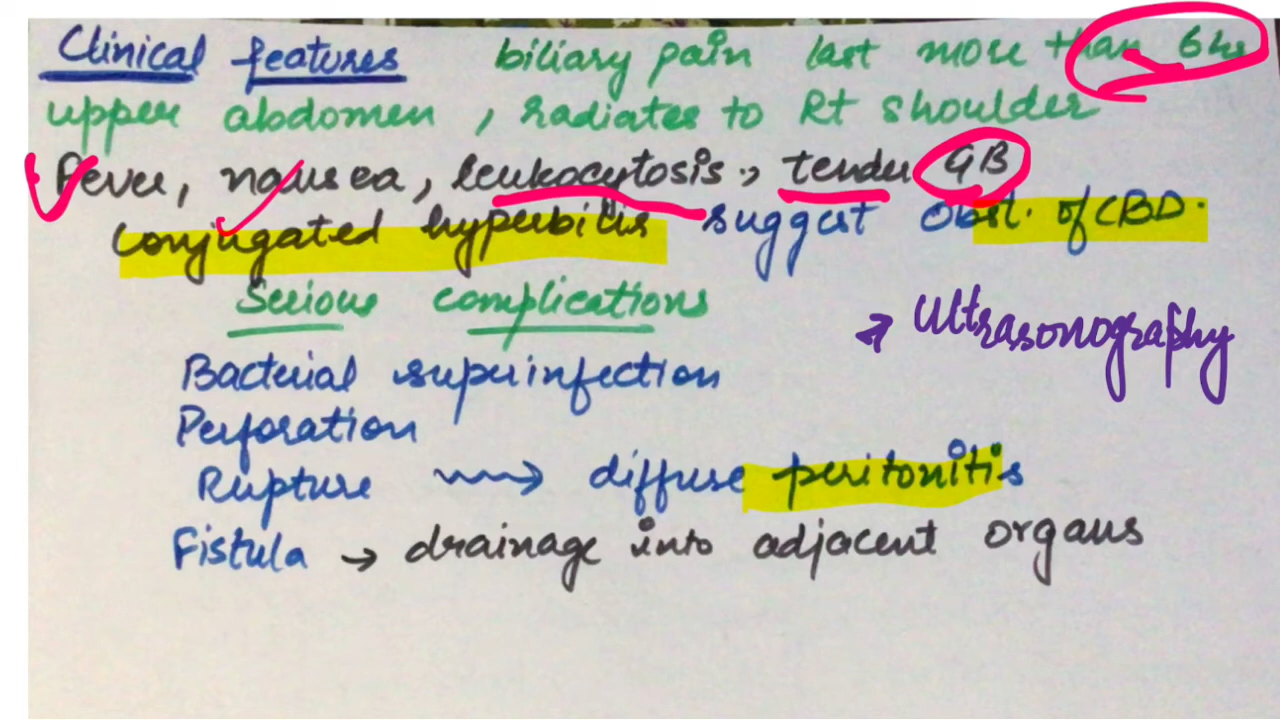 Clinical features biliary pain last more than 6hr
upper abdomen, radiates to Rt shoulder
Fever, nausea, leukocytosis, tender GB
Conjugated hyperbilis suggest obst. of CBD.
Serious complications
→ Ultrasonography
Bacterial superinfection
Perforation
Rupture ⟿ diffuse peritonitis
Fistula → drainage into adjacent organs